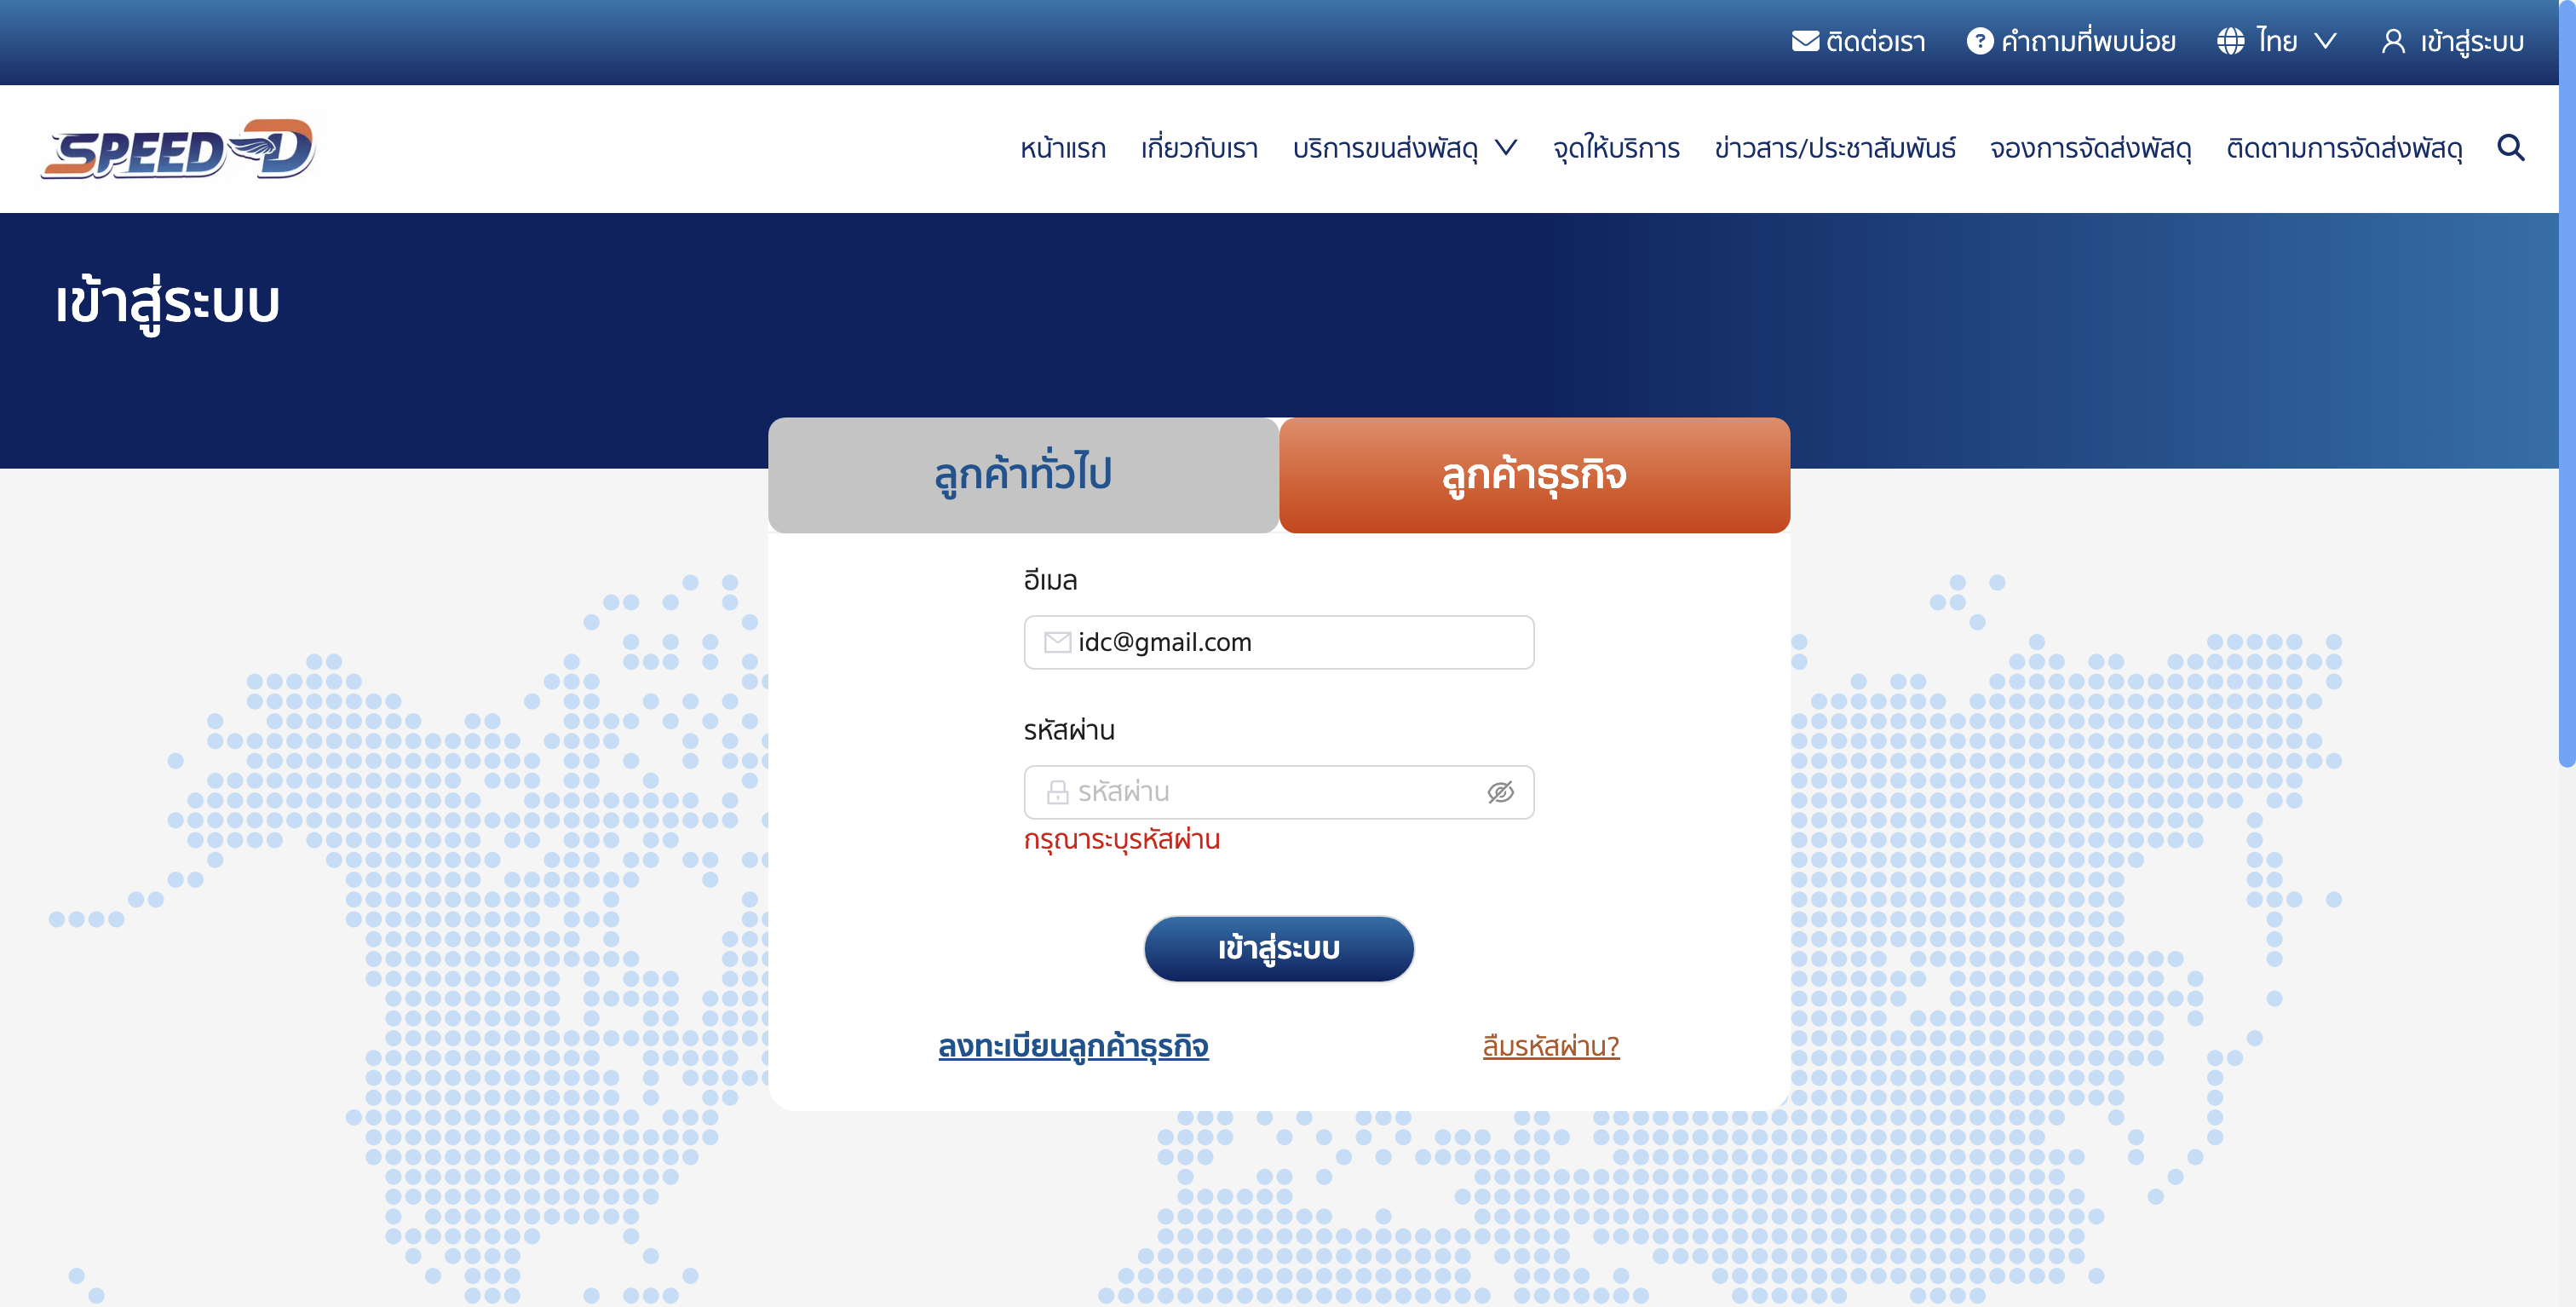 ติดต่อเรา คำถามที่พบบ่อย ไทย เข้าสู่ระบบ
SPEED-D หน้าแรก เกี่ยวกับเรา บริการขนส่งพัสดุ จุดให้บริการ ข่าวสาร/ประชาสัมพันธ์ จองการจัดส่งพัสดุ ติดตามการจัดส่งพัสดุ
เข้าสู่ระบบ
ลูกค้าทั่วไป ลูกค้าธุรกิจ
อีเมล
idc@gmail.com
รหัสผ่าน
รหัสผ่าน
กรุณาระบุรหัสผ่าน
เข้าสู่ระบบ
ลงทะเบียนลูกค้าธุรกิจ ลืมรหัสผ่าน?